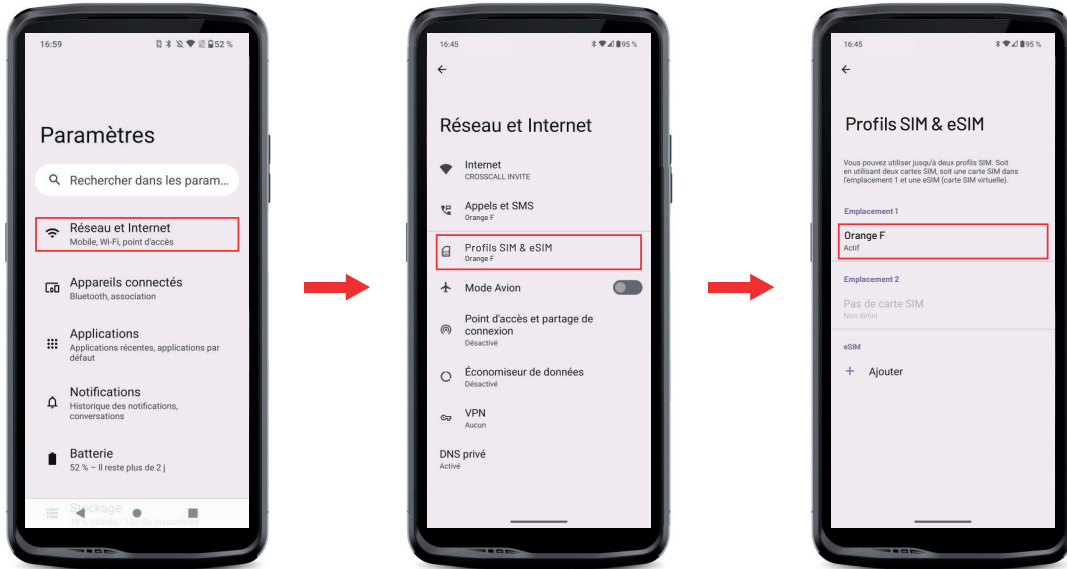 16:59
52 %
Paramètres
Rechercher dans les param...
Réseau et Internet
Mobile, Wi-Fi, point d'accès
Appareils connectés
Bluetooth, association
Applications
Applications récentes, applications par
défaut
Notifications
Historique des notifications,
conversations
Batterie
52 % – Il reste plus de 2 j
Stockage
16:45
95 %
Réseau et Internet
Internet
CROSSCALL INVITE
Appels et SMS
Orange F
Profils SIM & eSIM
Orange F
Mode Avion
Point d'accès et partage de
connexion
Désactivé
Économiseur de données
Désactivé
VPN
Aucun
DNS privé
Activé
16:45
95 %
Profils SIM & eSIM
Vous pouvez utiliser jusqu'à deux profils SIM. Soit
en utilisant deux cartes SIM, soit une carte SIM dans
l'emplacement 1 et une eSIM (carte SIM virtuelle).
Emplacement 1
Orange F
Actif
Emplacement 2
Pas de carte SIM
Non défini
eSIM
+ Ajouter